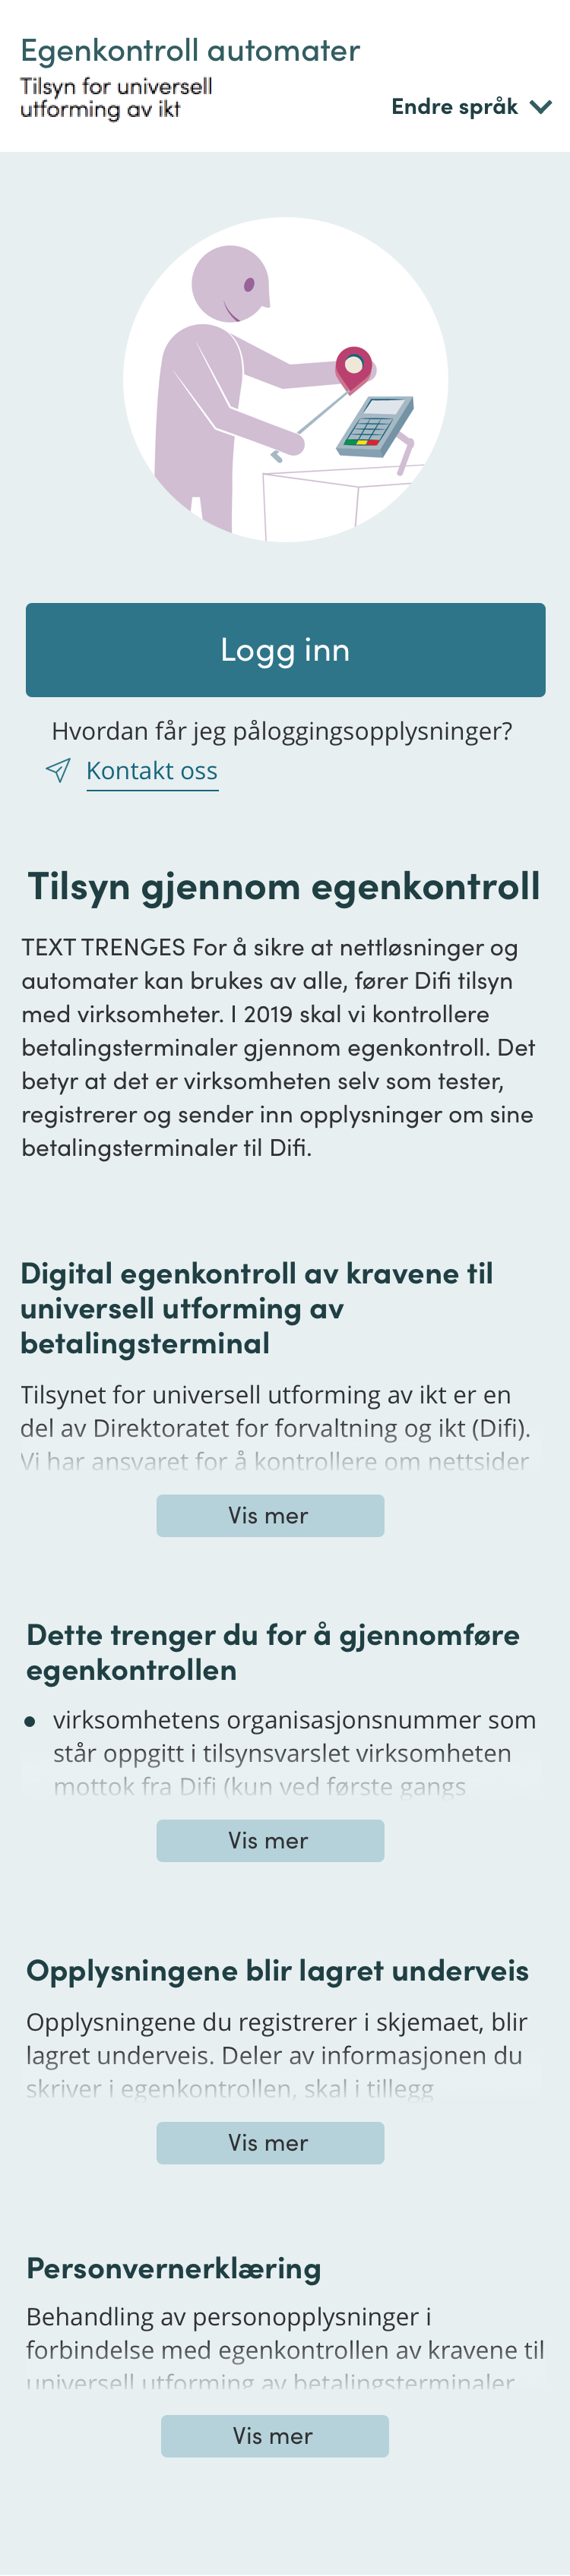 Egenkontroll automater
Tilsyn for universell
utforming av ikt
Endre språk
Logg inn
Hvordan får jeg påloggingsopplysninger?
Kontakt oss
Tilsyn gjennom egenkontroll
TEXT TRENGES For å sikre at nettløsninger og
automater kan brukes av alle, fører Difi tilsyn
med virksomheter. I 2019 skal vi kontrollere
betalingsterminaler gjennom egenkontroll. Det
betyr at det er virksomheten selv som tester,
registrerer og sender inn opplysninger om sine
betalingsterminaler til Difi.
Digital egenkontroll av kravene til
universell utforming av
betalingsterminal
Tilsynet for universell utforming av ikt er en
del av Direktoratet for forvaltning og ikt (Difi).
Vi har ansvaret for å kontrollere om nettsider
Vis mer
Dette trenger du for å gjennomføre
egenkontrollen
• virksomhetens organisasjonsnummer som
står oppgitt i tilsynsvarslet virksomheten
mottok fra Difi (kun ved første gangs
Vis mer
Opplysningene blir lagret underveis
Opplysningene du registrerer i skjemaet, blir
lagret underveis. Deler av informasjonen du
skriver i egenkontrollen, skal i tillegg
Vis mer
Personvernerklæring
Behandling av personopplysninger i
forbindelse med egenkontrollen av kravene til
universell utforming av betalingsterminaler
Vis mer